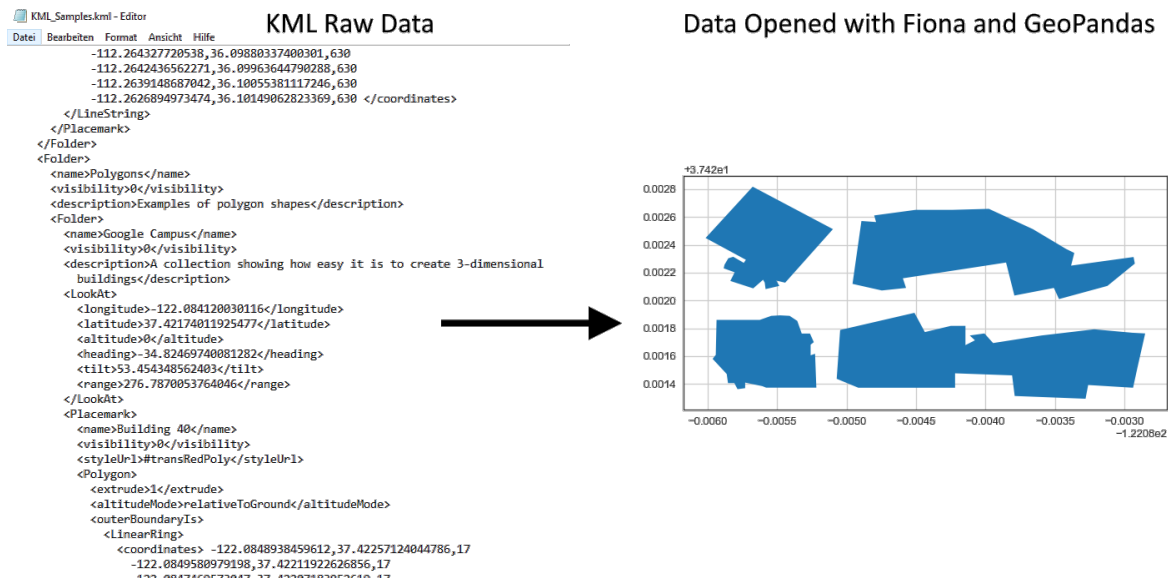 KML_Samples.kml - Editor
KML Raw Data
Data Opened with Fiona and GeoPandas
Datei Bearbeiten Format Ansicht Hilfe
-112.264327720538,36.09880337400301,630
-112.2642436562271,36.09963644790288,630
-112.2639148687042,36.10055381117246,630
-112.2626894973474,36.10149062823369,630 </coordinates>
</LineString>
</Placemark>
</Folder>
<Folder>
<name>Polygons</name>
<visibility>0</visibility>
<description>Examples of polygon shapes</description>
<Folder>
<name>Google Campus</name>
<visibility>0</visibility>
<description>A collection showing how easy it is to create 3-dimensional
buildings</description>
<LookAt>
<longitude>-122.084120030116</longitude>
<latitude>37.42174011925477</latitude>
<altitude>0</altitude>
<heading>-34.82469740081282</heading>
<tilt>53.454348562403</tilt>
<range>276.7870053764046</range>
</LookAt>
<Placemark>
<name>Building 40</name>
<visibility>0</visibility>
<styleUrl>#transRedPoly</styleUrl>
<Polygon>
<extrude>1</extrude>
<altitudeMode>relativeToGround</altitudeMode>
<outerBoundaryIs>
<LinearRing>
<coordinates> -122.0848938459612,37.42257124044786,17
-122.0849580979198,37.42211922626856,17
+3.742e1
0.0028
0.0026
0.0024
0.0022
0.0020
0.0018
0.0016
0.0014
−0.0060 −0.0055 −0.0050 −0.0045 −0.0040 −0.0035 −0.0030
−1.2208e2